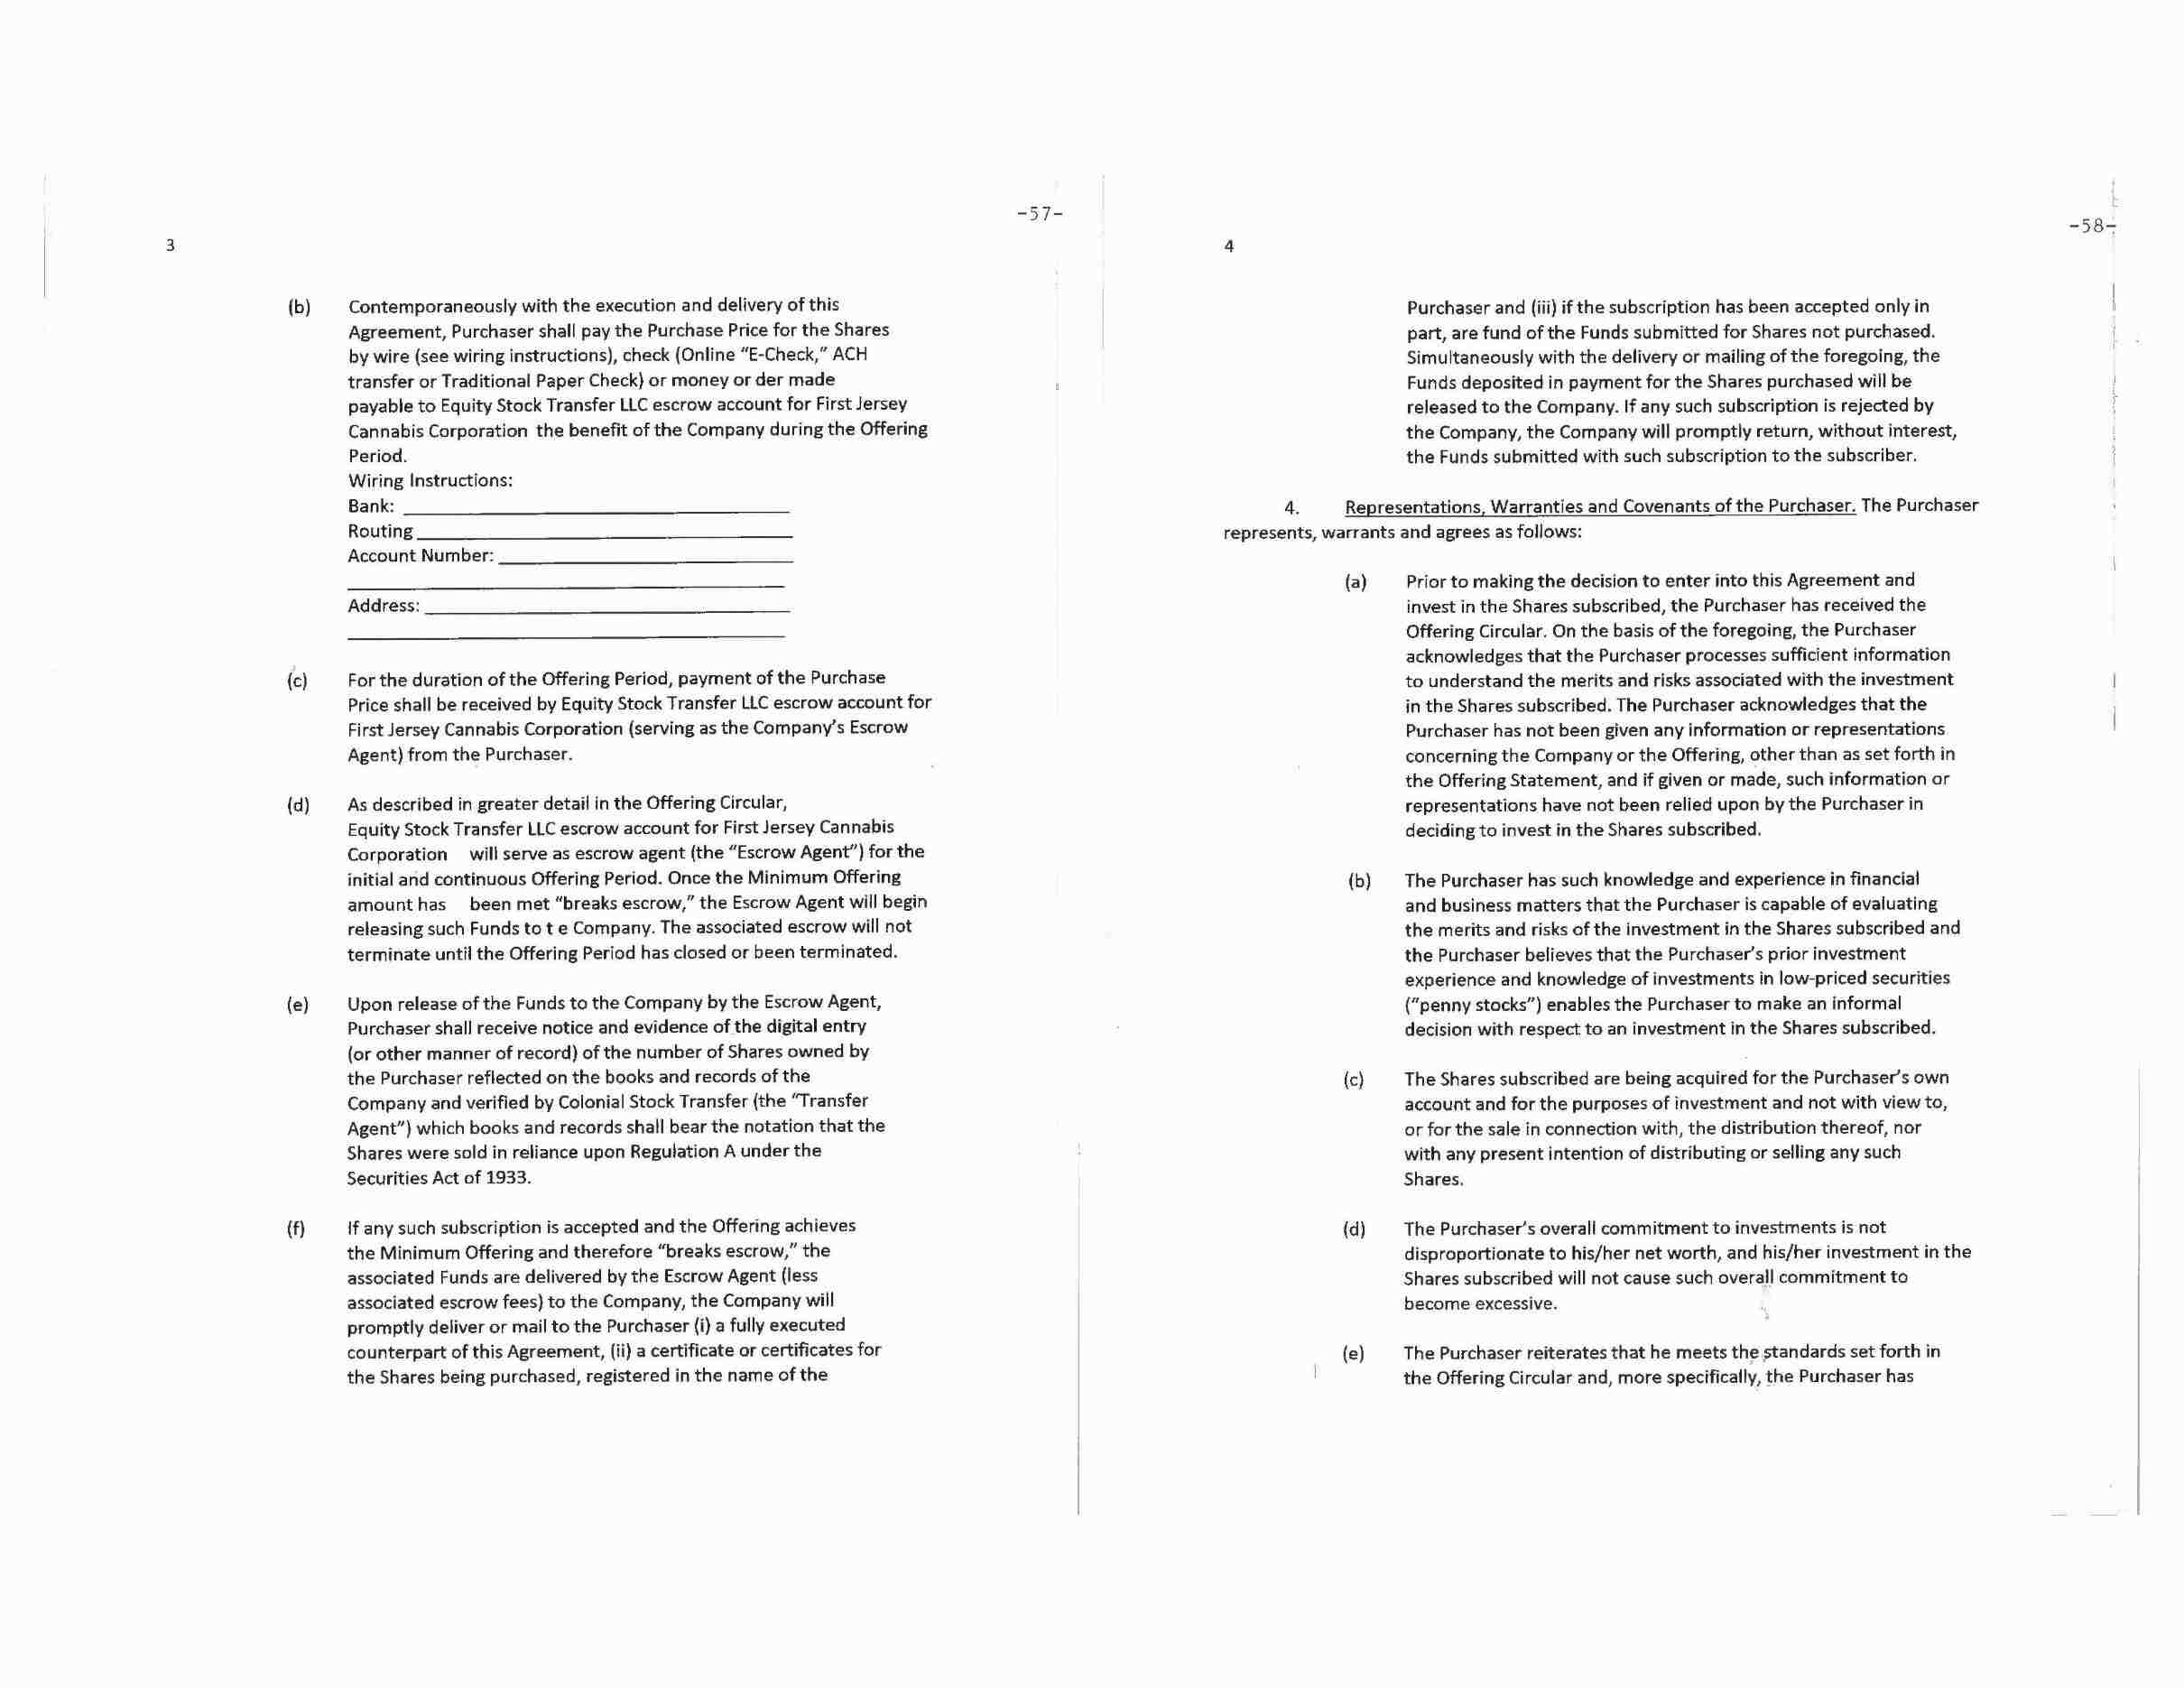 -57-
3
(b) Contemporaneously with the execution and delivery of this
Agreement, Purchaser shall pay the Purchase Price for the Shares
by wire (see wiring instructions), check (Online "E-Check," ACH
transfer or Traditional Paper Check) or money or der made
payable to Equity Stock Transfer LLC escrow account for First Jersey
Cannabis Corporation the benefit of the Company during the Offering
Period.
Wiring Instructions:
Bank:
Routing
Account Number:
Address:
(c) For the duration of the Offering Period, payment of the Purchase
Price shall be received by Equity Stock Transfer LLC escrow account for
First Jersey Cannabis Corporation (serving as the Company's Escrow
Agent) from the Purchaser.
(d) As described in greater detail in the Offering Circular,
Equity Stock Transfer LLC escrow account for First Jersey Cannabis
Corporation will serve as escrow agent (the "Escrow Agent") for the
initial and continuous Offering Period. Once the Minimum Offering
amount has been met "breaks escrow," the Escrow Agent will begin
releasing such Funds to t e Company. The associated escrow will not
terminate until the Offering Period has closed or been terminated.
(e) Upon release of the Funds to the Company by the Escrow Agent,
Purchaser shall receive notice and evidence of the digital entry
(or other manner of record) of the number of Shares owned by
the Purchaser reflected on the books and records of the
Company and verified by Colonial Stock Transfer (the "Transfer
Agent") which books and records shall bear the notation that the
Shares were sold in reliance upon Regulation A under the
Securities Act of 1933.
(f) If any such subscription is accepted and the Offering achieves
the Minimum Offering and therefore "breaks escrow," the
associated Funds are delivered by the Escrow Agent (less
associated escrow fees) to the Company, the Company will
promptly deliver or mail to the Purchaser (i) a fully executed
counterpart of this Agreement, (ii) a certificate or certificates for
the Shares being purchased, registered in the name of the
-58-
4
Purchaser and (iii) if the subscription has been accepted only in
part, are fund of the Funds submitted for Shares not purchased.
Simultaneously with the delivery or mailing of the foregoing, the
Funds deposited in payment for the Shares purchased will be
released to the Company. If any such subscription is rejected by
the Company, the Company will promptly return, without interest,
the Funds submitted with such subscription to the subscriber.
4. Representations, Warranties and Covenants of the Purchaser. The Purchaser
represents, warrants and agrees as follows:
(a) Prior to making the decision to enter into this Agreement and
invest in the Shares subscribed, the Purchaser has received the
Offering Circular. On the basis of the foregoing, the Purchaser
acknowledges that the Purchaser processes sufficient information
to understand the merits and risks associated with the investment
in the Shares subscribed. The Purchaser acknowledges that the
Purchaser has not been given any information or representations
concerning the Company or the Offering, other than as set forth in
the Offering Statement, and if given or made, such information or
representations have not been relied upon by the Purchaser in
deciding to invest in the Shares subscribed.
(b) The Purchaser has such knowledge and experience in financial
and business matters that the Purchaser is capable of evaluating
the merits and risks of the investment in the Shares subscribed and
the Purchaser believes that the Purchaser's prior investment
experience and knowledge of investments in low-priced securities
("penny stocks") enables the Purchaser to make an informal
decision with respect to an investment in the Shares subscribed.
(c) The Shares subscribed are being acquired for the Purchaser's own
account and for the purposes of investment and not with view to,
or for the sale in connection with, the distribution thereof, nor
with any present intention of distributing or selling any such
Shares.
(d) The Purchaser's overall commitment to investments is not
disproportionate to his/her net worth, and his/her investment in the
Shares subscribed will not cause such overall commitment to
become excessive.
(e) The Purchaser reiterates that he meets the standards set forth in
the Offering Circular and, more specifically, the Purchaser has